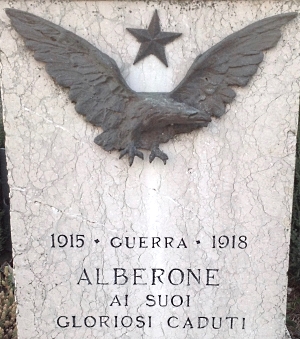 1915 • GUERRA • 1918
ALBERONE
AI SUOI
GLORIOSI CADUTI